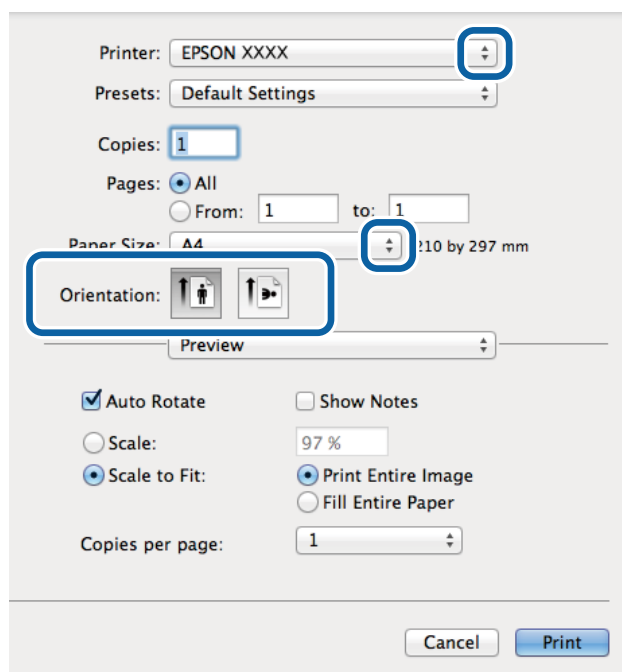 Printer: EPSON XXXX
Presets: Default Settings
Copies: 1
Pages: All
From: 1 to: 1
Paper Size: A4 210 by 297 mm
Orientation:
Preview
Auto Rotate Show Notes
Scale: 97 %
Scale to Fit: Print Entire Image
Fill Entire Paper
Copies per page: 1
Cancel Print